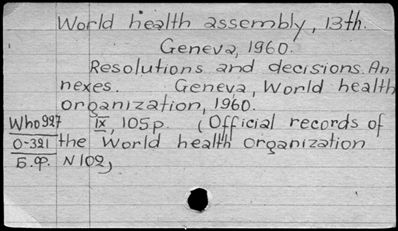 World health assembly, 13th.
Geneva, 1960.
Resolutions and decisions. An
nexes. Geneva, World health
organization, 1960.
Who927 IX, 105p. (Official records of
0-321 the World health organization
Б.Ф. N102)